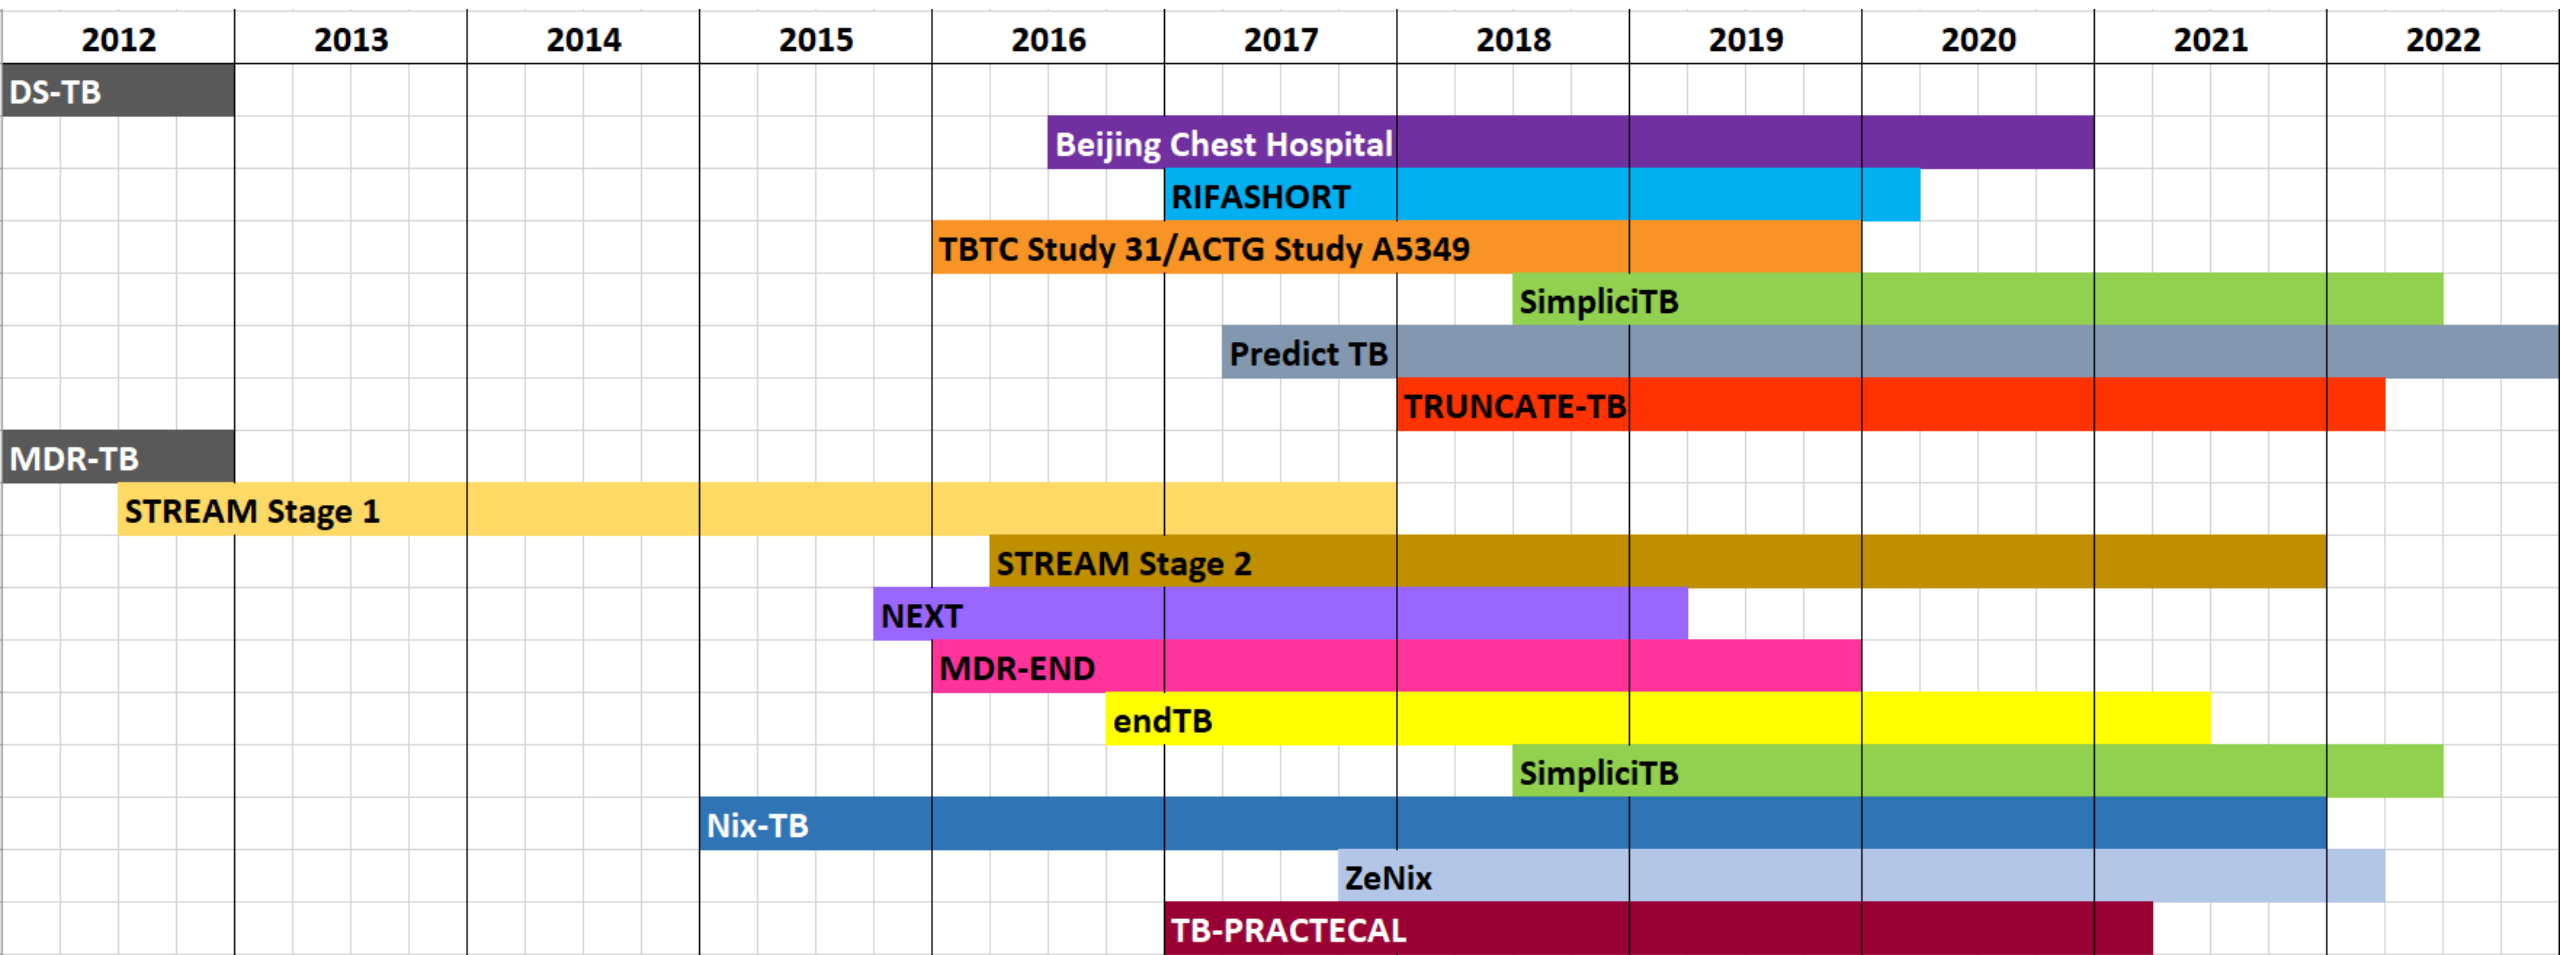 2012 2013 2014 2015 2016 2017 2018 2019 2020 2021 2022
DS-TB
Beijing Chest Hospital
RIFASHORT
TBTC Study 31/ACTG Study A5349
SimpliciTB
Predict TB
TRUNCATE-TB
MDR-TB
STREAM Stage 1
STREAM Stage 2
NEXT
MDR-END
endTB
SimpliciTB
Nix-TB
ZeNix
TB-PRACTECAL